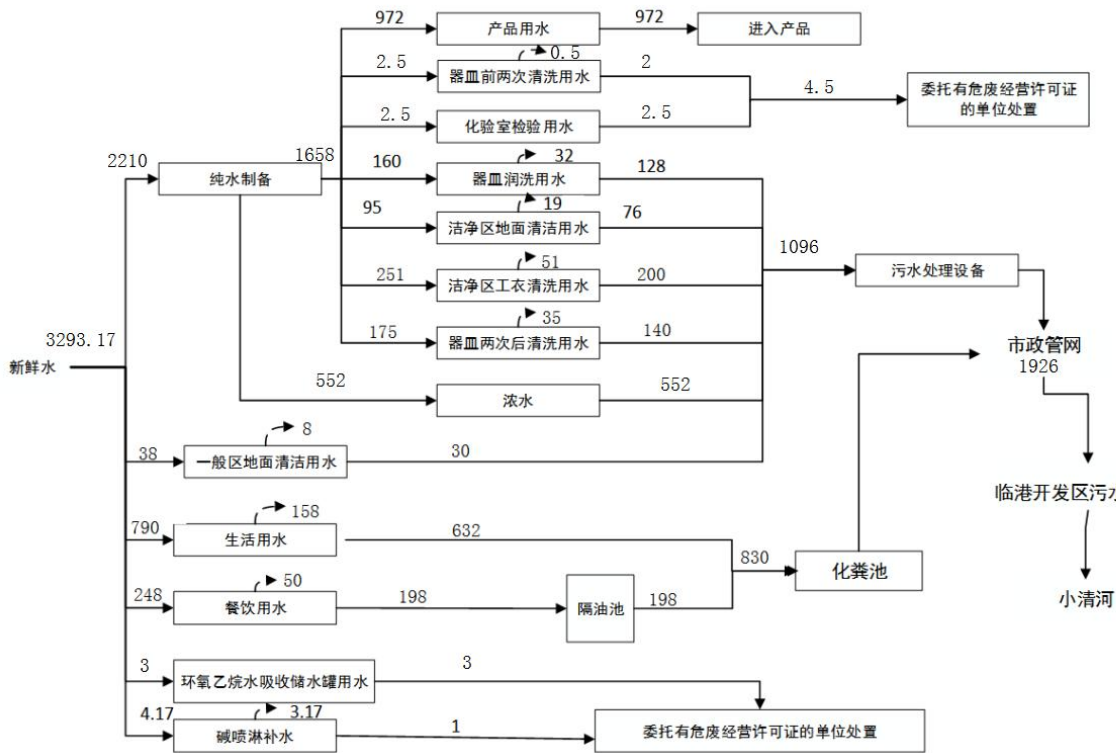 972
产品用水
972
进入产品
0.5
2.5
器皿前两次清洗用水
2
4.5
委托有危废经营许可证
的单位处置
2.5
化验室检验用水
2.5
2210
纯水制备
1658
160
32
器皿润洗用水
128
95
19
洁净区地面清洁用水
76
1096
污水处理设备
251
51
洁净区工衣清洗用水
200
175
35
器皿两次后清洗用水
140
市政管网
1926
3293.17
新鲜水
552
浓水
552
38
8
一般区地面清洁用水
30
临港开发区污水
790
158
生活用水
632
830
化粪池
248
50
餐饮用水
198
隔油池
198
小清河
3
环氧乙烷水吸收储水罐用水
3
4.17
3.17
碱喷淋补水
1
委托有危废经营许可证的单位处置